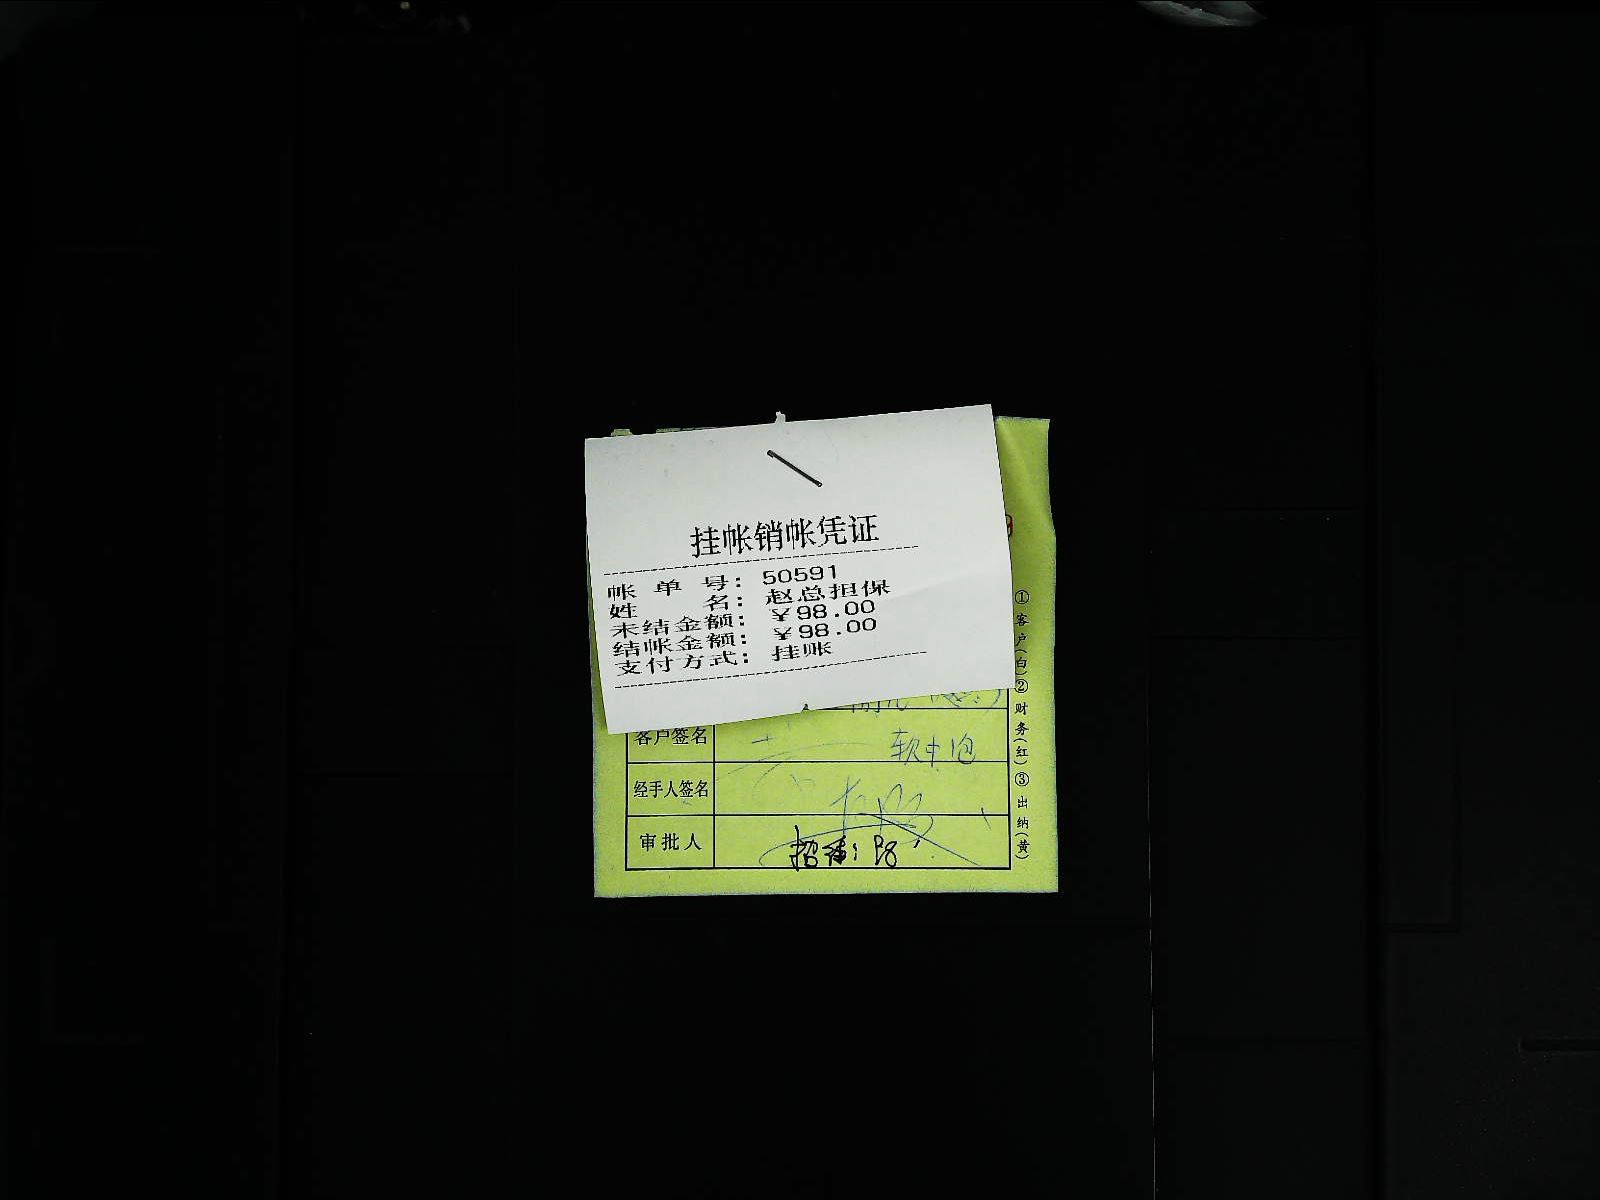 挂帐销帐凭证
帐单号：50591
姓名：赵总担保
未结金额：￥98.00
结帐金额：￥98.00
支付方式：挂账
9
客户签名
软中包
经手人签名
审批人
①客户(白)②财务(红)③出纳(黄)